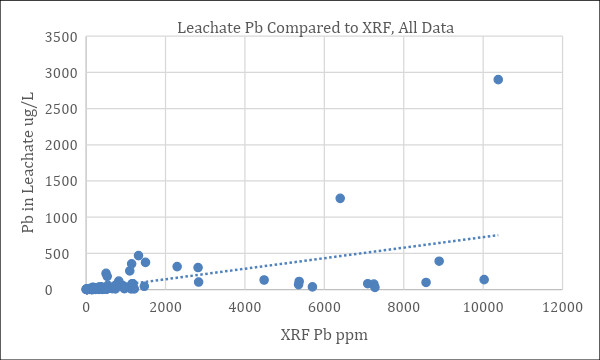 Leachate Pb Compared to XRF, All Data
3500
3000
2500
2000
1500
1000
500
0
Pb in Leachate ug/L
0 2000 4000 6000 8000 10000 12000
XRF Pb ppm